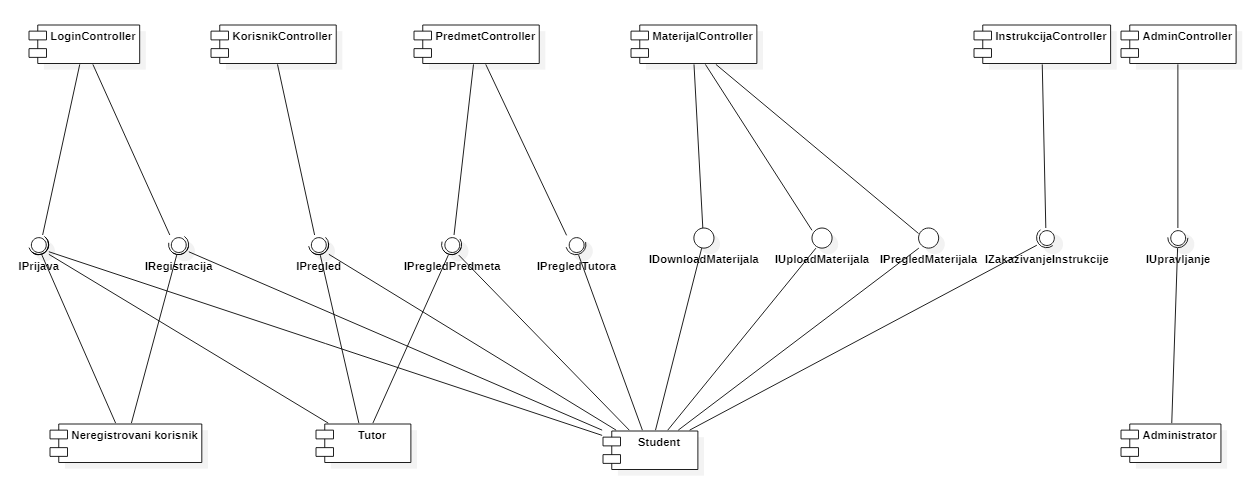 LoginController
KorisnikController
PredmetController
MaterijalController
InstrukcijaController
AdminController
IPrijava
IRegistracija
IPregled
IPregledPredmeta
IPregledTutora
IDownloadMaterijala
IUploadMaterijala
IPregledMaterijala
IZakazivanjeInstrukcije
IUpravljanje
Neregistrovani korisnik
Tutor
Student
Administrator